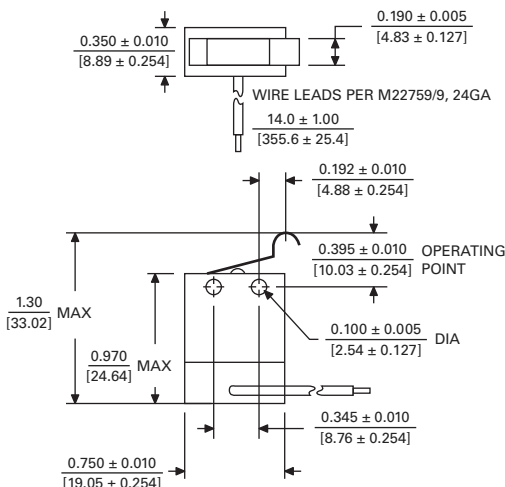 0.190 ± 0.005
[4.83 ± 0.127]
0.350 ± 0.010
[8.89 ± 0.254]
WIRE LEADS PER M22759/9, 24GA
14.0 ± 1.00
[355.6 ± 25.4]
0.192 ± 0.010
[4.88 ± 0.254]
0.395 ± 0.010 OPERATING
[10.03 ± 0.254] POINT
1.30 MAX
[33.02]
0.100 ± 0.005 DIA
[2.54 ± 0.127]
0.970 MAX
[24.64]
0.345 ± 0.010
[8.76 ± 0.254]
0.750 ± 0.010
[19.05 ± 0.254]